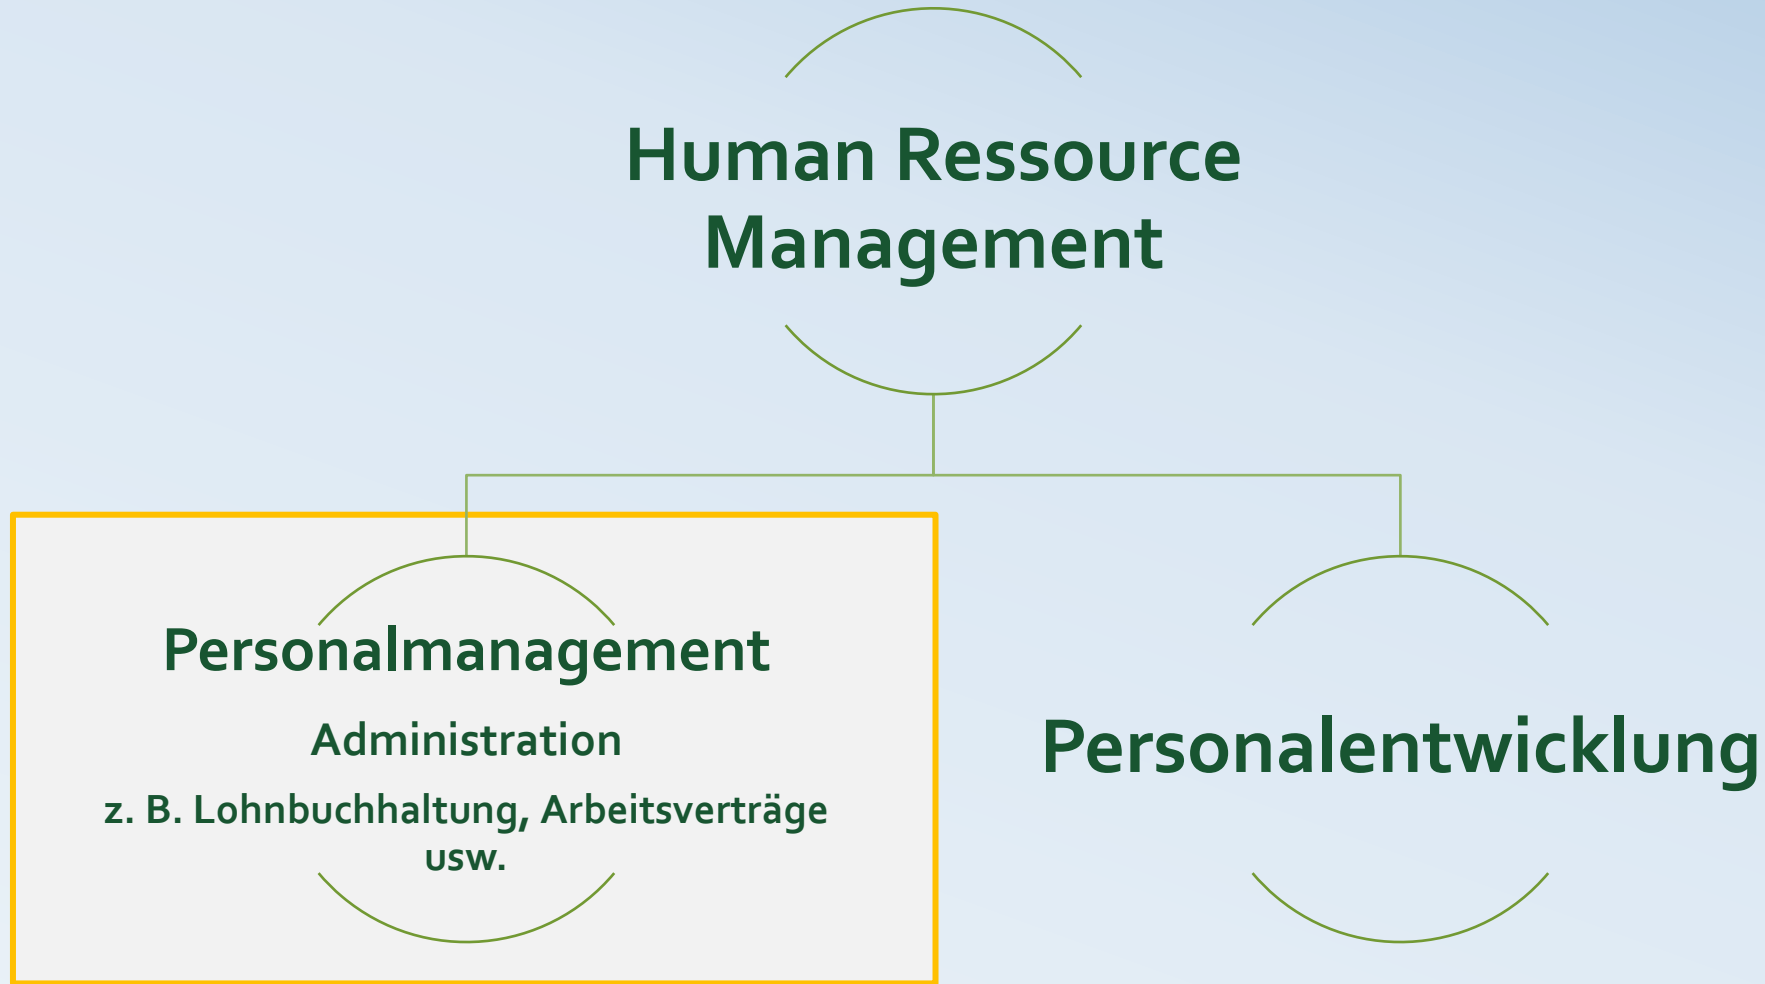 Human Ressource
Management
Personalmanagement
Administration
z. B. Lohnbuchhaltung, Arbeitsverträge
usw.
Personalentwicklung